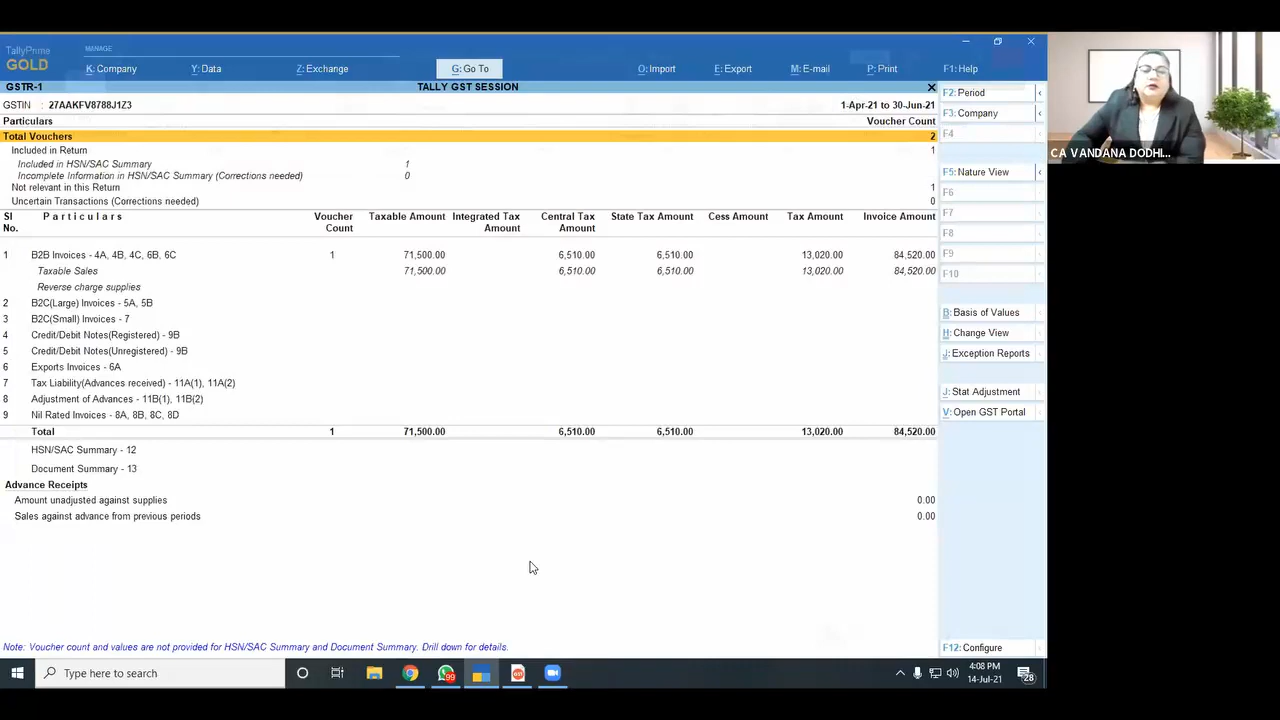 TallyPrime
GOLD
MANAGE
K: Company
Y: Data
Z: Exchange
G: Go To
O: Import
E: Export
M: E-mail
P: Print
F1: Help
GSTR-1
TALLY GST SESSION
GSTIN : 27AAKFV8788J1Z3
1-Apr-21 to 30-Jun-21
Particulars
Voucher Count
Total Vouchers 2
Included in Return 1
Included in HSN/SAC Summary 1
Incomplete Information in HSN/SAC Summary (Corrections needed) 0
Not relevant in this Return 1
Uncertain Transactions (Corrections needed) 0
Sl Particulars Voucher Taxable Amount Integrated Tax Central Tax State Tax Amount Cess Amount Tax Amount Invoice Amount
No. Count Amount Amount
1 B2B Invoices - 4A, 4B, 4C, 6B, 6C 1 71,500.00 6,510.00 6,510.00 13,020.00 84,520.00
Taxable Sales 71,500.00 6,510.00 6,510.00 13,020.00 84,520.00
Reverse charge supplies
2 B2C(Large) Invoices - 5A, 5B
3 B2C(Small) Invoices - 7
4 Credit/Debit Notes(Registered) - 9B
5 Credit/Debit Notes(Unregistered) - 9B
6 Exports Invoices - 6A
7 Tax Liability(Advances received) - 11A(1), 11A(2)
8 Adjustment of Advances - 11B(1), 11B(2)
9 Nil Rated Invoices - 8A, 8B, 8C, 8D
Total 1 71,500.00 6,510.00 6,510.00 13,020.00 84,520.00
HSN/SAC Summary - 12
Document Summary - 13
Advance Receipts
Amount unadjusted against supplies 0.00
Sales against advance from previous periods 0.00
Note: Voucher count and values are not provided for HSN/SAC Summary and Document Summary. Drill down for details.
F2: Period
F3: Company
F4
F5: Nature View
F6
F7
F8
F9
F10
B: Basis of Values
H: Change View
J: Exception Reports
J: Stat Adjustment
V: Open GST Portal
F12: Configure
CA VANDANA DODHI...
Type here to search
99
4:08 PM
14-Jul-21
28